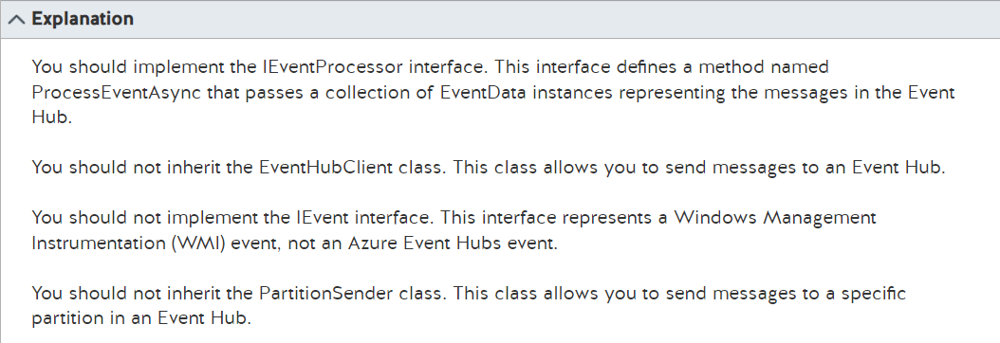 Explanation
You should implement the IEventProcessor interface. This interface defines a method named
ProcessEventAsync that passes a collection of EventData instances representing the messages in the Event
Hub.
You should not inherit the EventHubClient class. This class allows you to send messages to an Event Hub.
You should not implement the IEvent interface. This interface represents a Windows Management
Instrumentation (WMI) event, not an Azure Event Hubs event.
You should not inherit the PartitionSender class. This class allows you to send messages to a specific
partition in an Event Hub.